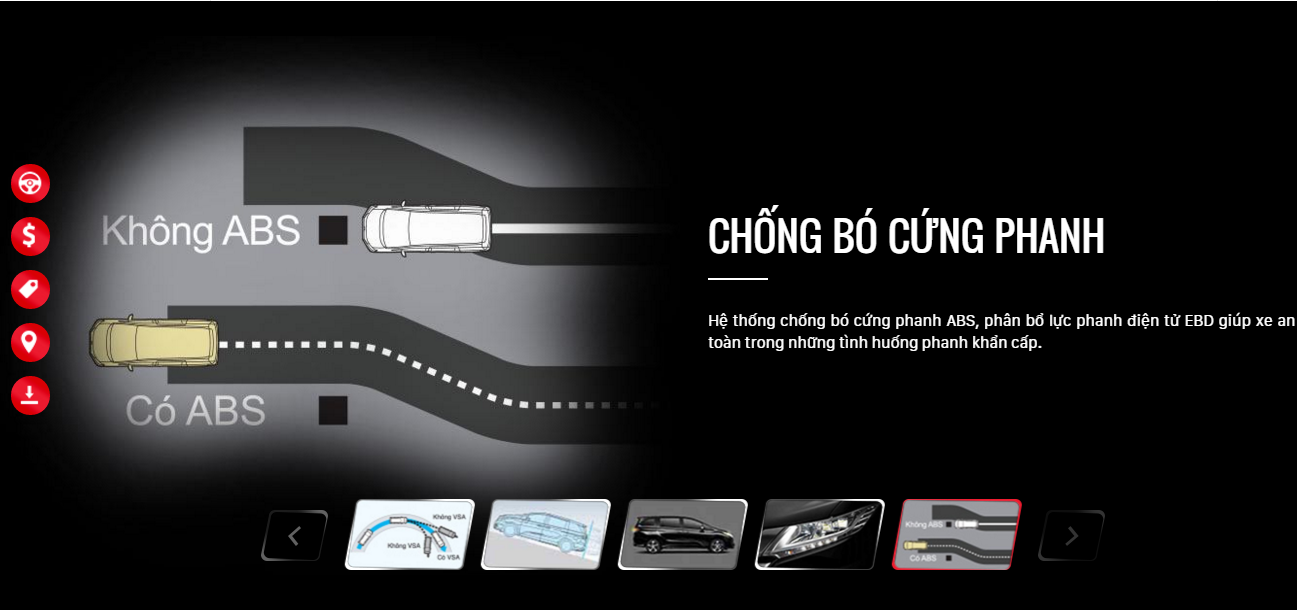 Không ABS
Có ABS
CHỐNG BÓ CỨNG PHANH
Hệ thống chống bó cứng phanh ABS, phân bổ lực phanh điện tử EBD giúp xe an
toàn trong những tình huống phanh khẩn cấp.
Không VSA
Không VSA
Có VSA
Không ABS
Có ABS